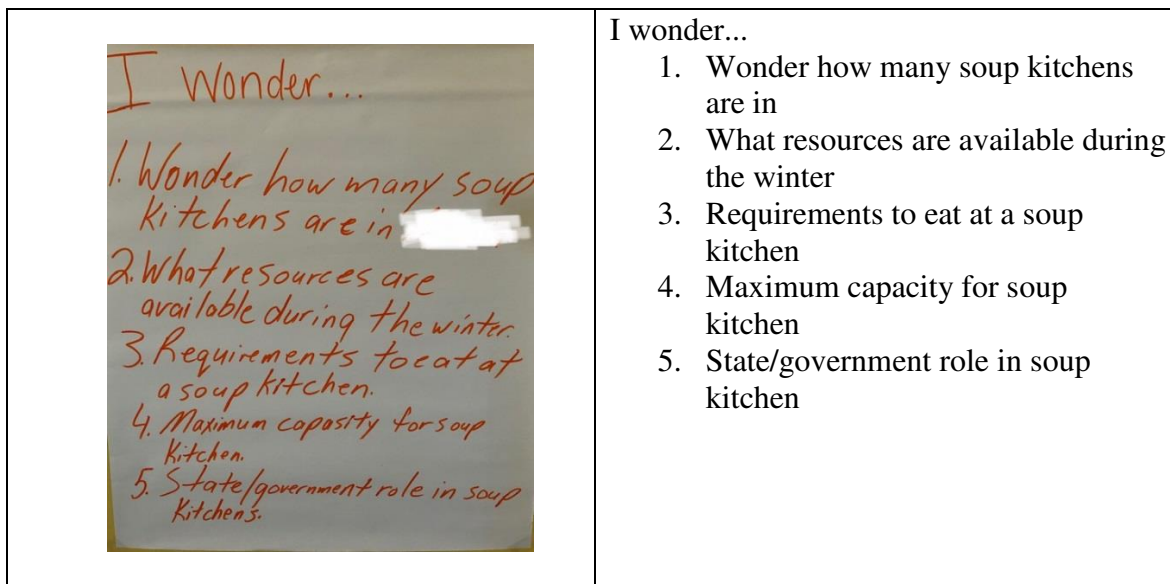 I Wonder...
1. Wonder how many soup
Kitchens are in
2. What resources are
available during the winter.
3. Requirements to eat at
a soup kitchen.
4. Maximum capasity for soup
Kitchen.
5. State/government role in soup
Kitchens.
I wonder...
1. Wonder how many soup kitchens
are in
2. What resources are available during
the winter
3. Requirements to eat at a soup
kitchen
4. Maximum capacity for soup
kitchen
5. State/government role in soup
kitchen